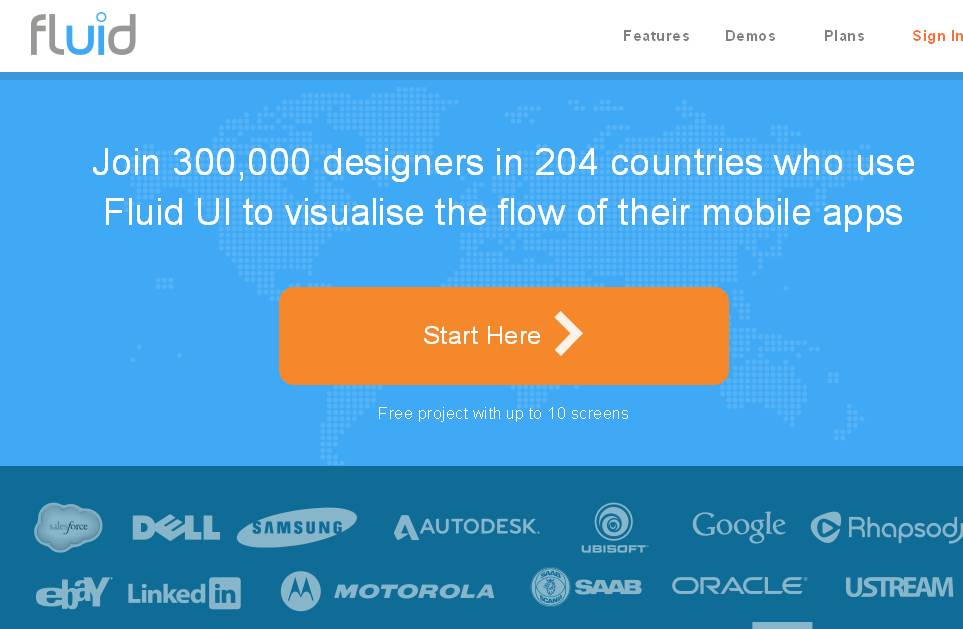 fluid
Features Demos Plans Sign In
Join 300,000 designers in 204 countries who use
Fluid UI to visualise the flow of their mobile apps
Start Here
Free project with up to 10 screens
salesforce DELL SAMSUNG AUTODESK. UBISOFT Google Rhapsody
ebaY LinkedIn MOTOROLA SAAB SAAB SCANIA ORACLE USTREAM